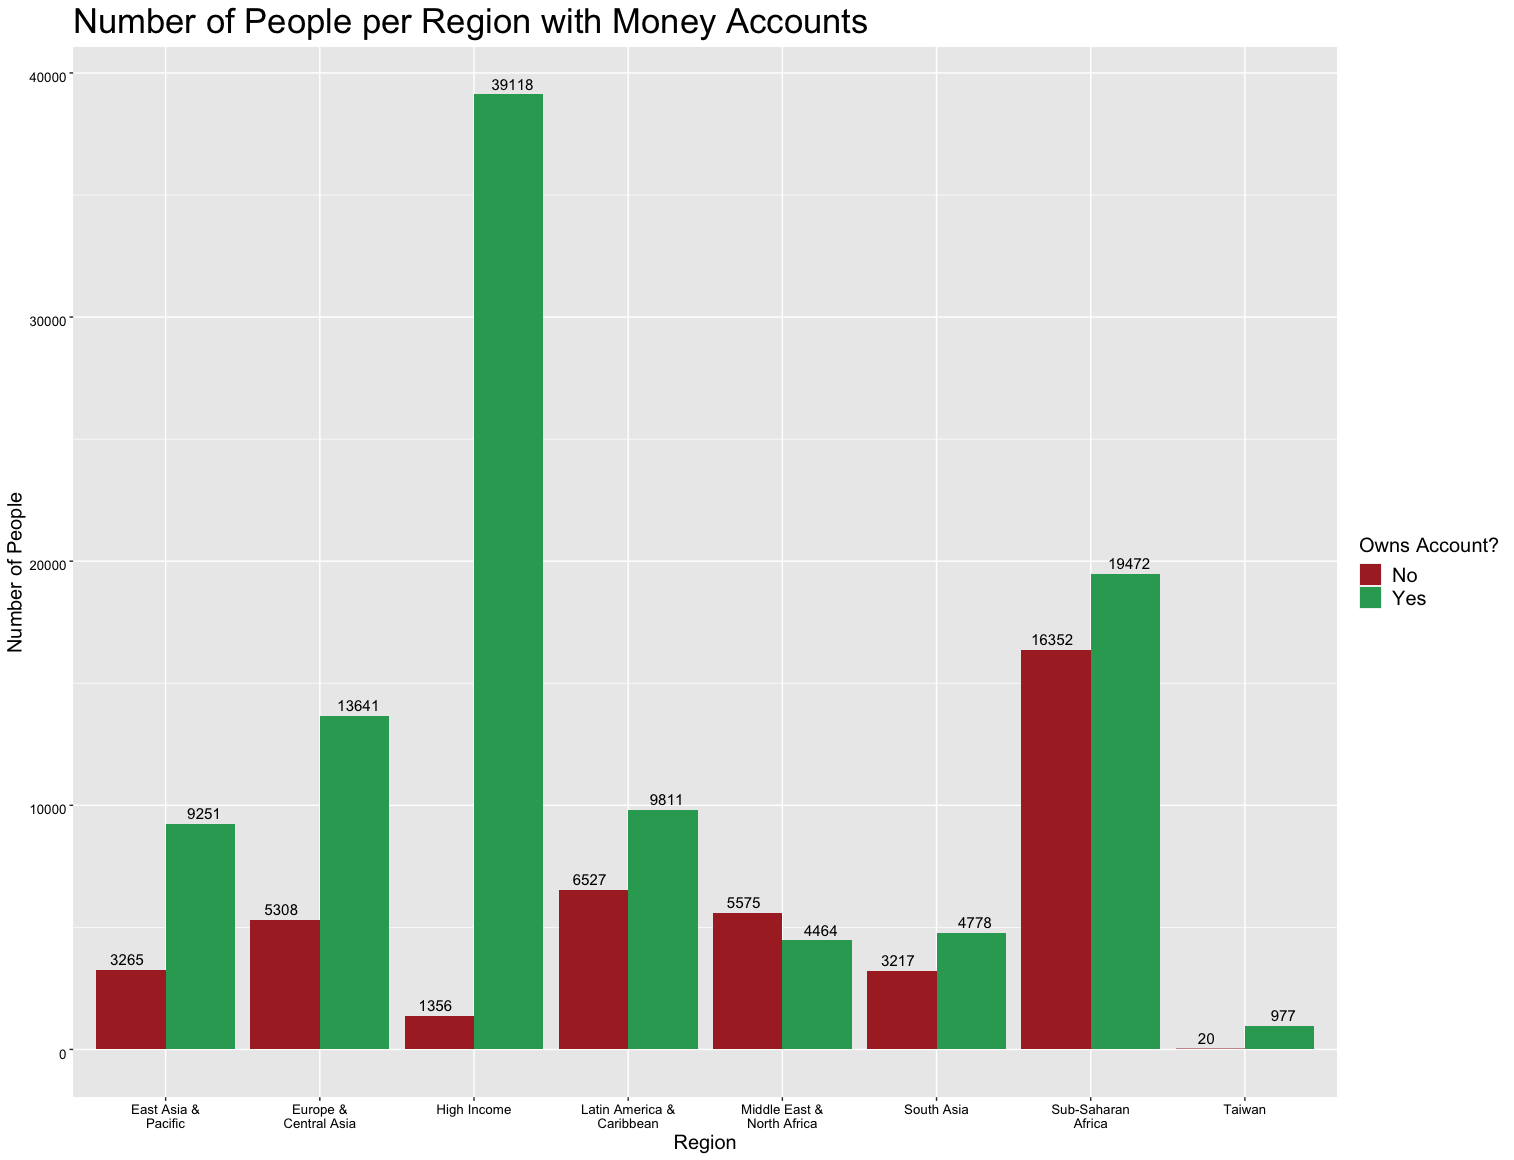 Number of People per Region with Money Accounts
40000
30000
20000
10000
0
Number of People
3265
9251
5308
13641
1356
39118
6527
9811
5575
4464
3217
4778
16352
19472
20
977
East Asia &
Pacific
Europe &
Central Asia
High Income
Latin America &
Caribbean
Middle East &
North Africa
South Asia
Sub-Saharan
Africa
Taiwan
Region
Owns Account?
No
Yes